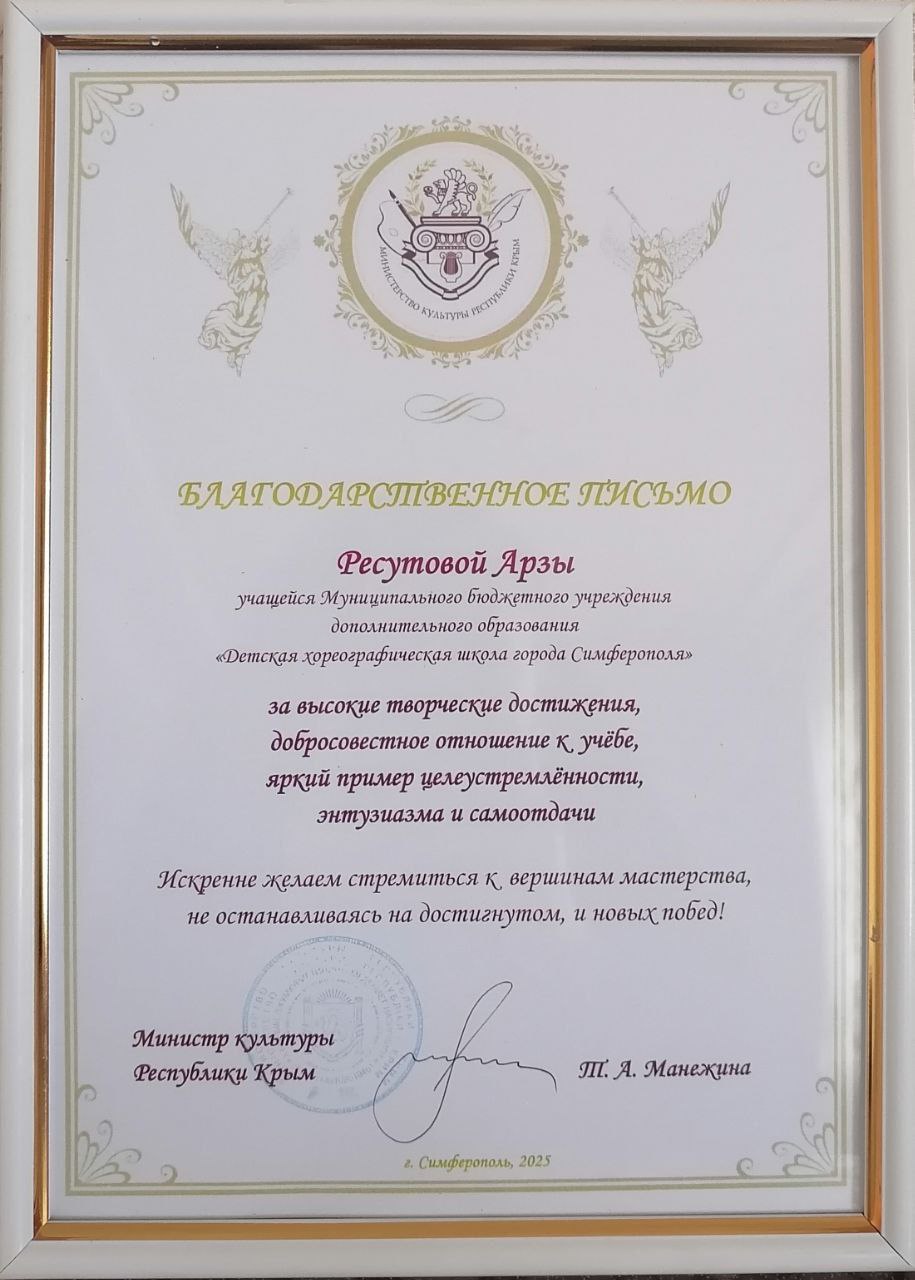 МИНИСТЕРСТВО КУЛЬТУРЫ РЕСПУБЛИКИ КРЫМ
БЛАГОДАРСТВЕННОЕ ПИСЬМО
Ресутовой Арзы
учащейся Муниципального бюджетного учреждения
дополнительного образования
«Детская хореографическая школа города Симферополя»
за высокие творческие достижения,
добросовестное отношение к учёбе,
яркий пример целеустремлённости,
энтузиазма и самоотдачи
Искренне желаем стремиться к вершинам мастерства,
не останавливаясь на достигнутом, и новых побед!
Министр культуры
Республики Крым
Т. А. Манежина
г. Симферополь, 2025